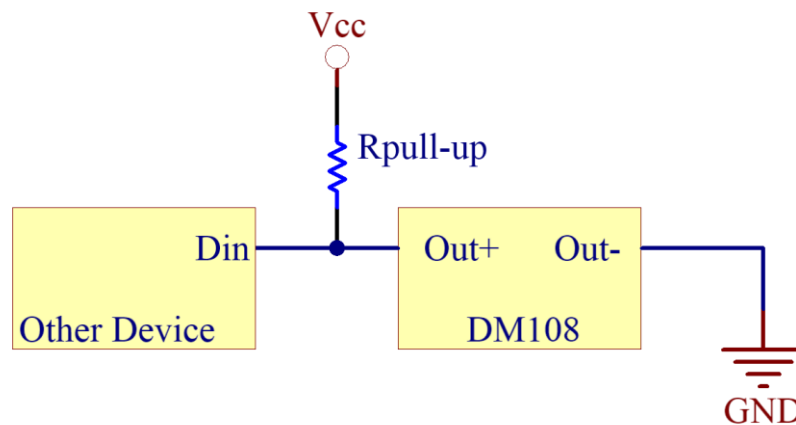 Vcc
Rpull-up
Din
Out+
Out-
Other Device
DM108
GND